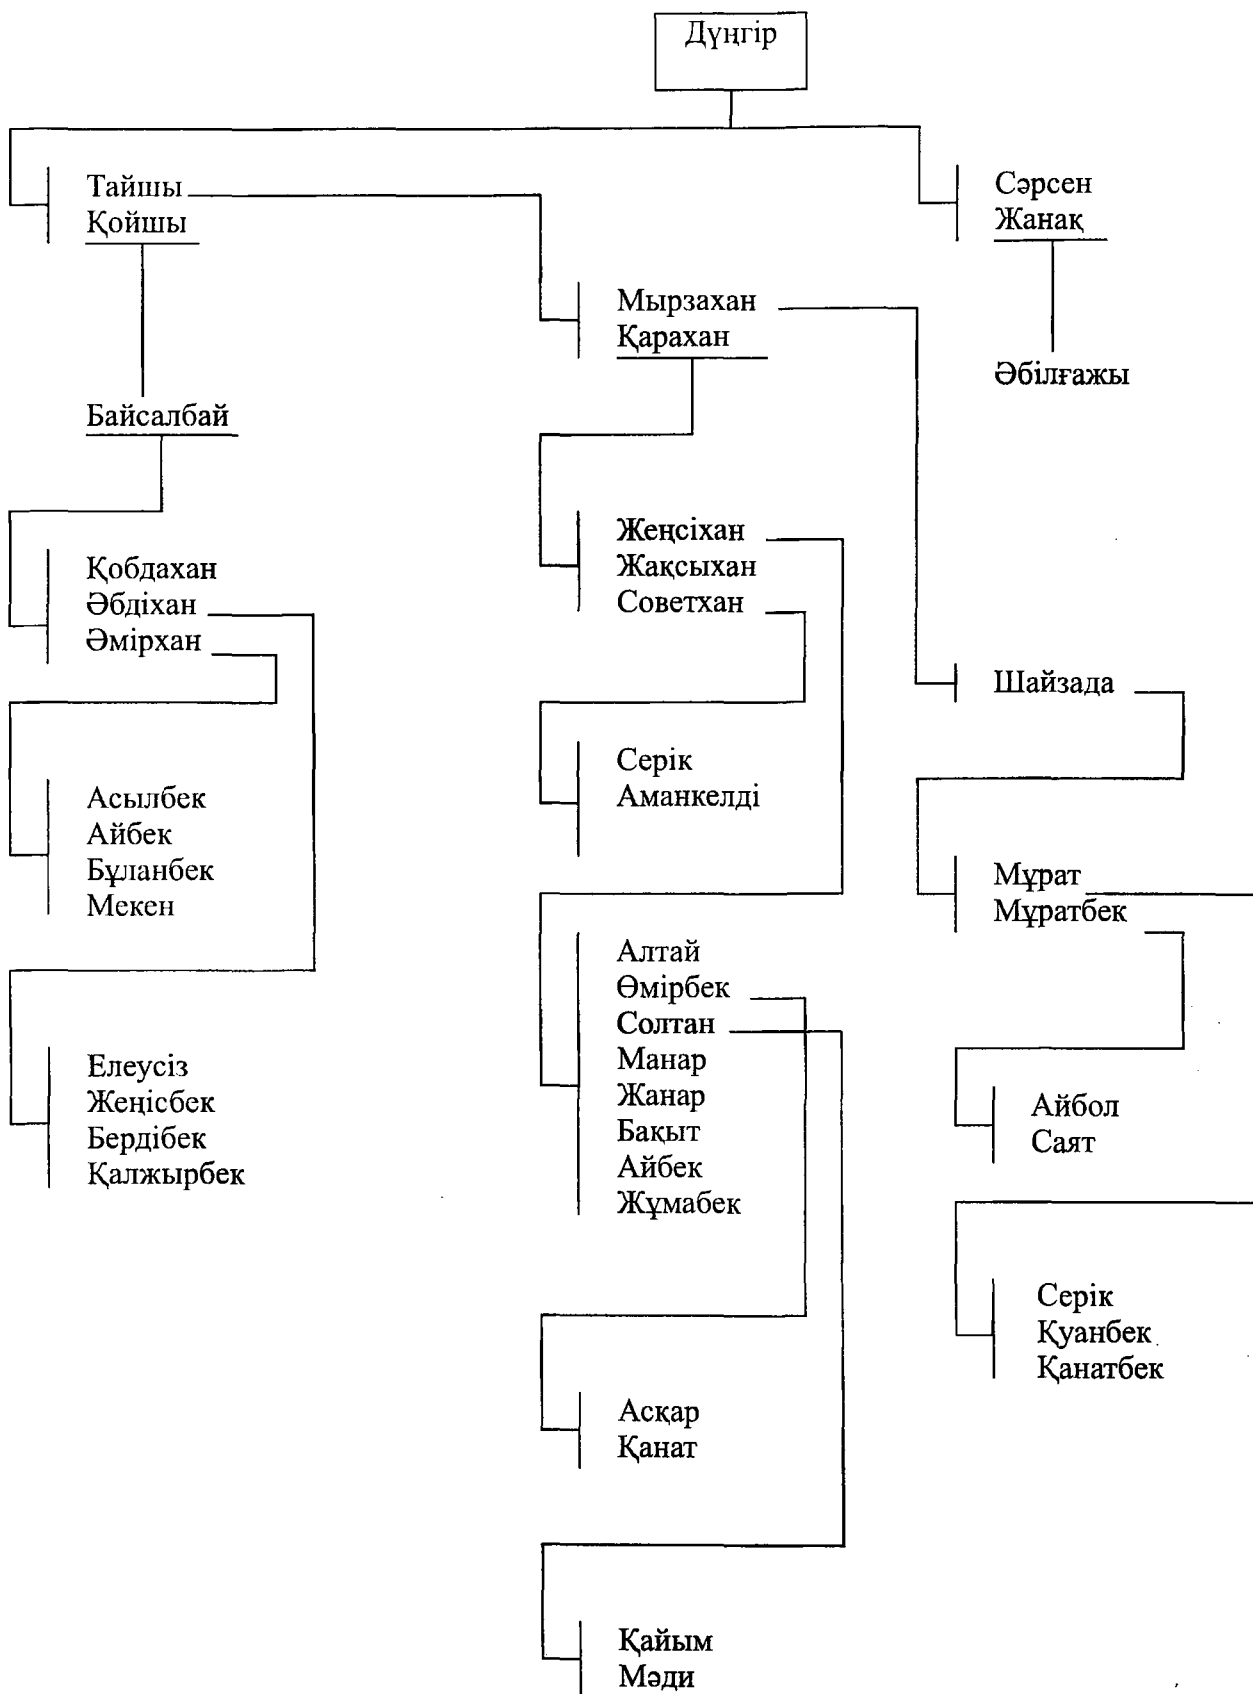 Дүңгір
Тайшы
Қойшы
Сәрсен
Жанақ
Мырзахан
Қарахан
Әбілғажы
Байсалбай
Қобдахан
Әбдіхан
Әмірхан
Жеңсіхан
Жақсыхан
Советхан
Шайзада
Асылбек
Айбек
Бұланбек
Мекен
Серік
Аманкелді
Мұрат
Мұратбек
Елеусіз
Жеңісбек
Бердібек
Қалжырбек
Алтай
Өмірбек
Солтан
Манар
Жанар
Бақыт
Айбек
Жұмабек
Айбол
Саят
Серік
Қуанбек
Қанатбек
Асқар
Қанат
Қайым
Мәди